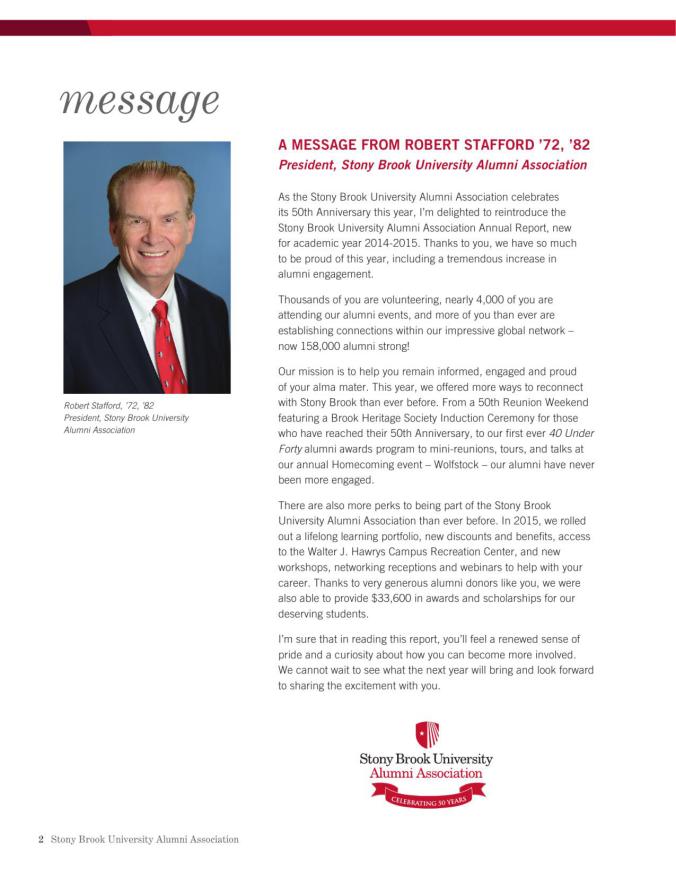 message
A MESSAGE FROM ROBERT STAFFORD ’72, ’82
President, Stony Brook University Alumni Association
As the Stony Brook University Alumni Association celebrates
its 50th Anniversary this year, I’m delighted to reintroduce the
Stony Brook University Alumni Association Annual Report, new
for academic year 2014-2015. Thanks to you, we have so much
to be proud of this year, including a tremendous increase in
alumni engagement.
Thousands of you are volunteering, nearly 4,000 of you are
attending our alumni events, and more of you than ever are
establishing connections within our impressive global network –
now 158,000 alumni strong!
Our mission is to help you remain informed, engaged and proud
of your alma mater. This year, we offered more ways to reconnect
with Stony Brook than ever before. From a 50th Reunion Weekend
featuring a Brook Heritage Society Induction Ceremony for those
who have reached their 50th Anniversary, to our first ever 40 Under
Forty alumni awards program to mini-reunions, tours, and talks at
our annual Homecoming event – Wolfstock – our alumni have never
been more engaged.
There are also more perks to being part of the Stony Brook
University Alumni Association than ever before. In 2015, we rolled
out a lifelong learning portfolio, new discounts and benefits, access
to the Walter J. Hawrys Campus Recreation Center, and new
workshops, networking receptions and webinars to help with your
career. Thanks to very generous alumni donors like you, we were
also able to provide $33,600 in awards and scholarships for our
deserving students.
I’m sure that in reading this report, you’ll feel a renewed sense of
pride and a curiosity about how you can become more involved.
We cannot wait to see what the next year will bring and look forward
to sharing the excitement with you.
Robert Stafford, ’72, ’82
President, Stony Brook University
Alumni Association
Stony Brook University
Alumni Association
CELEBRATING 50 YEARS
2 Stony Brook University Alumni Association